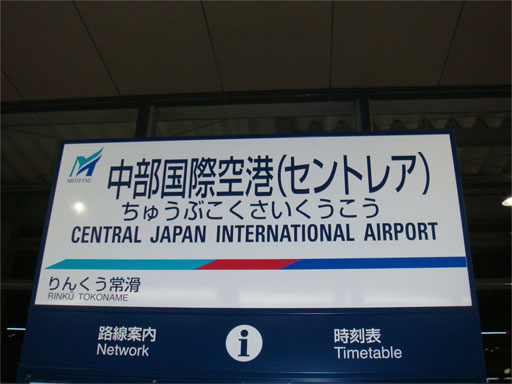 MEITETSU
中部国際空港(セントレア)
ちゅうぶこくさいくうこう
CENTRAL JAPAN INTERNATIONAL AIRPORT
りんくう常滑
RINKŪ TOKONAME
路線案内 i 時刻表
Network Timetable